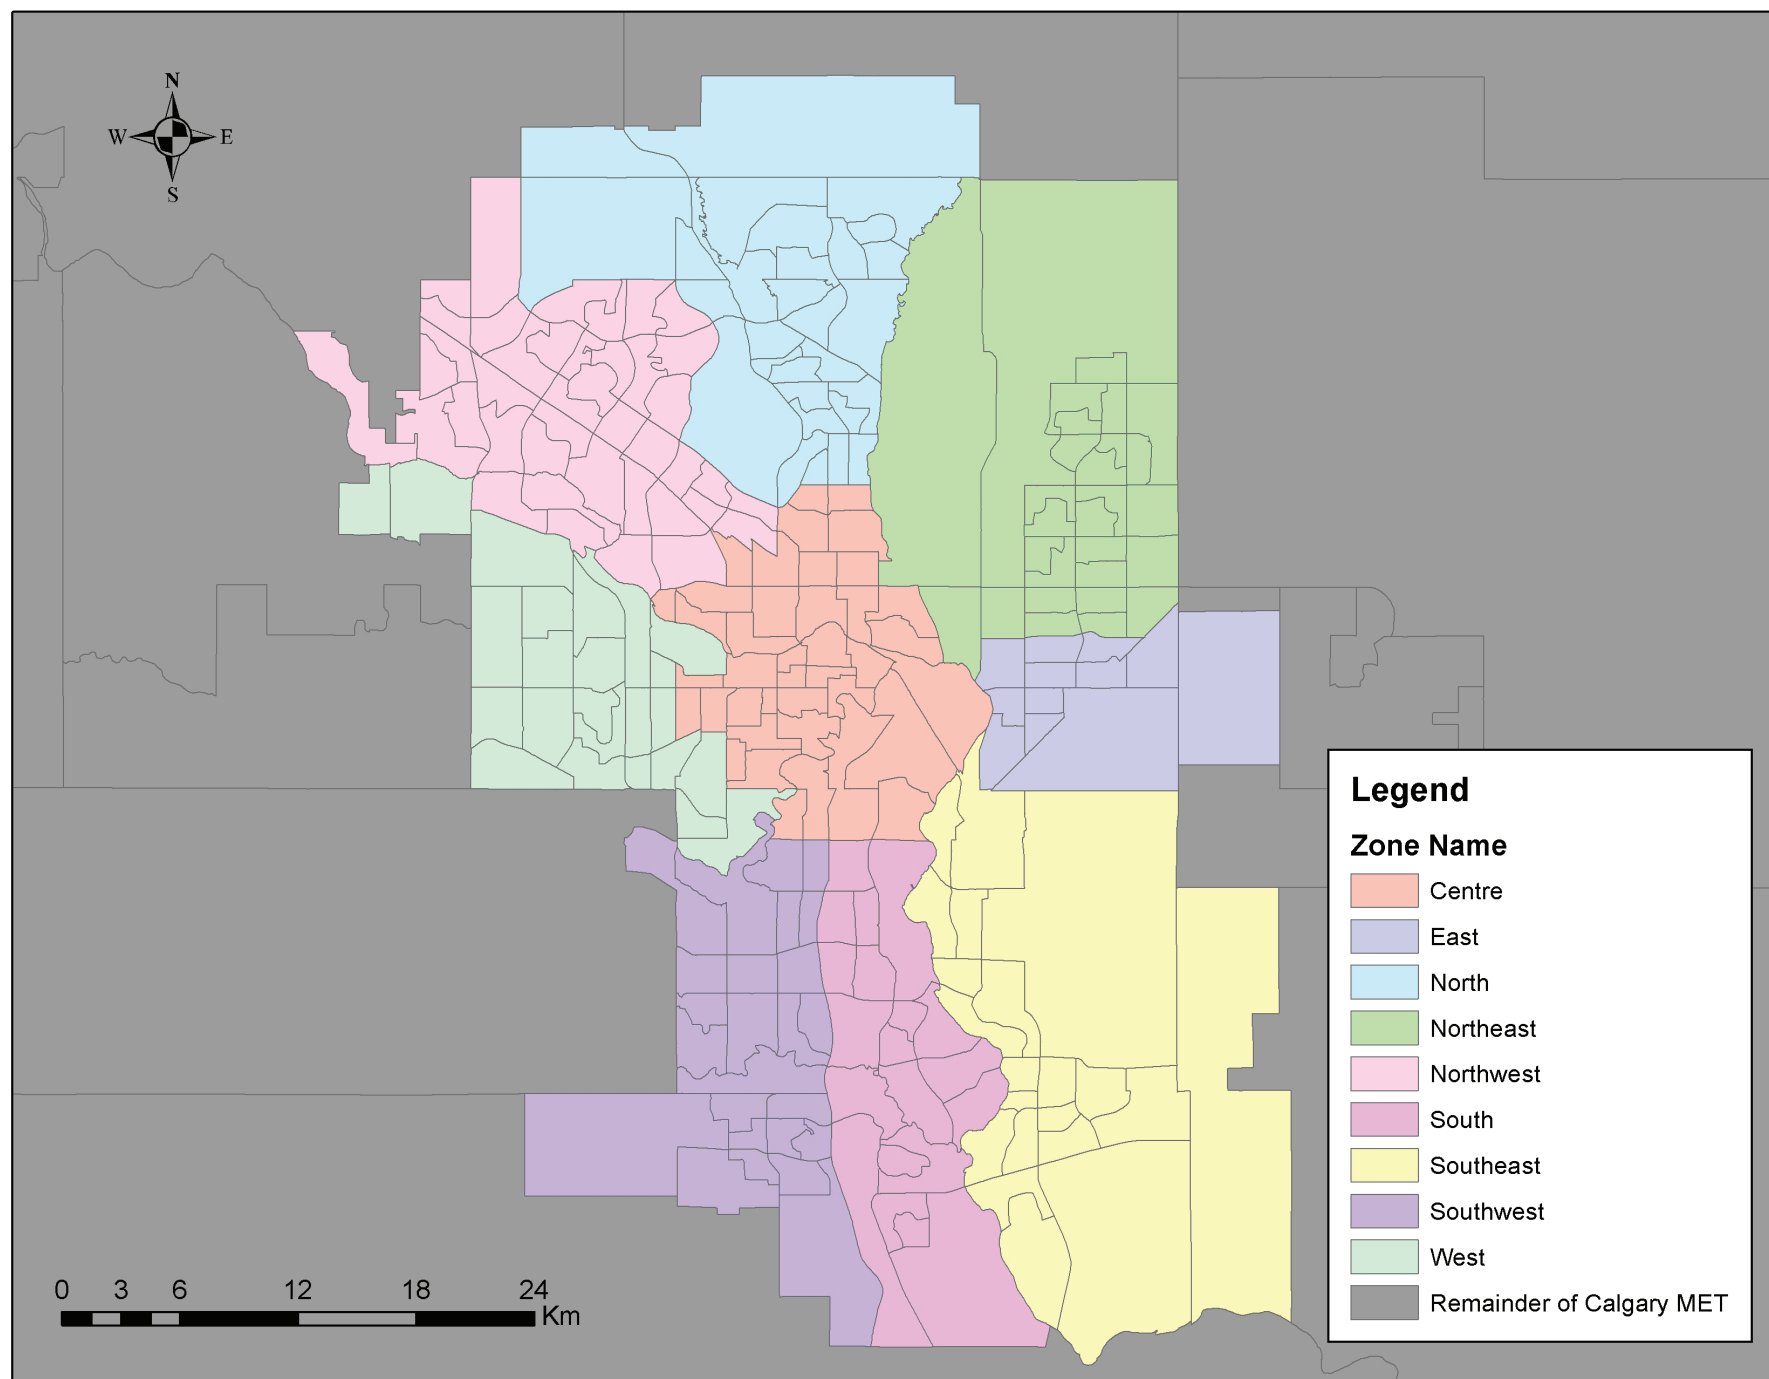 N
W E
S
Legend
Zone Name
Centre
East
North
Northeast
Northwest
South
Southeast
Southwest
West
Remainder of Calgary MET
0 3 6 12 18 24
Km